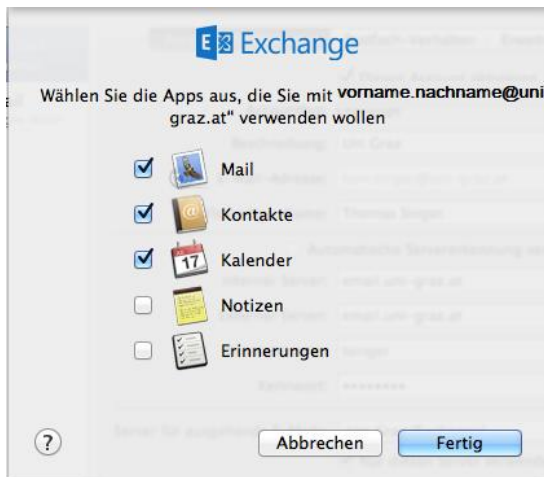 Exchange
Wählen Sie die Apps aus, die Sie mit vorname.nachname@uni
graz.at“ verwenden wollen
Mail
17
Kontakte
Kalender
Notizen
Erinnerungen
?
Abbrechen
Fertig